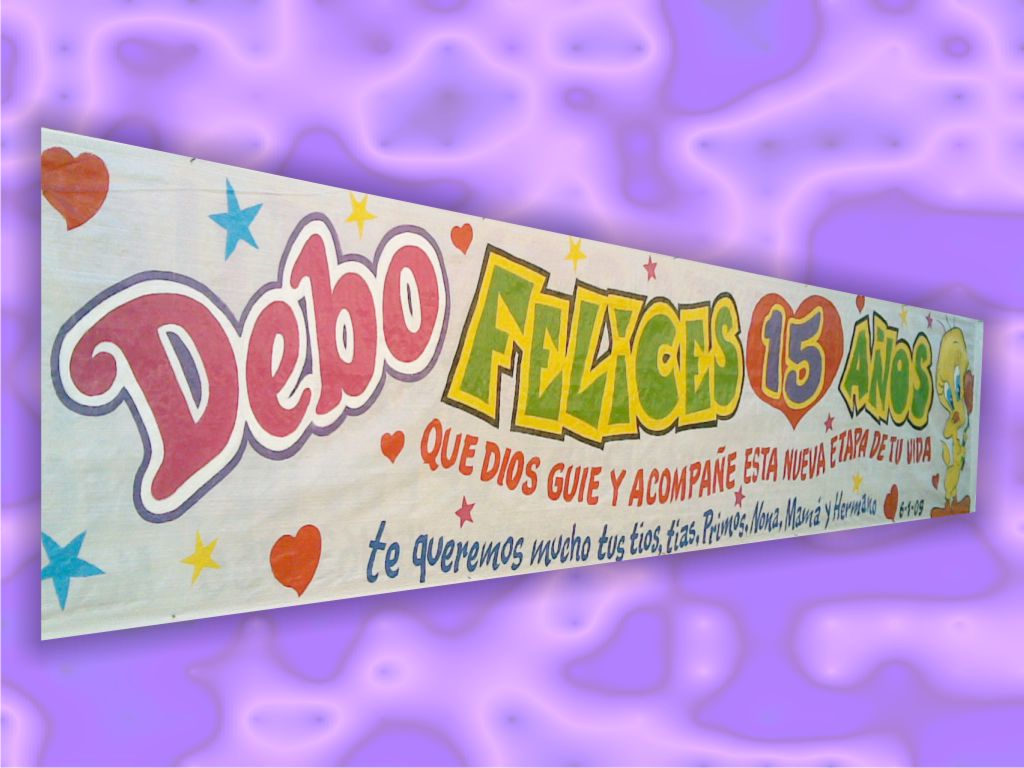 Debo FELiCES 15 AÑOS
QUE DIOS GUIE Y ACOMPAÑE ESTA NUEVA ETAPA DE TU VIDA
te queremos mucho tus tios, tias, Primos, Nona, Mamá y Hermano
6-1-09